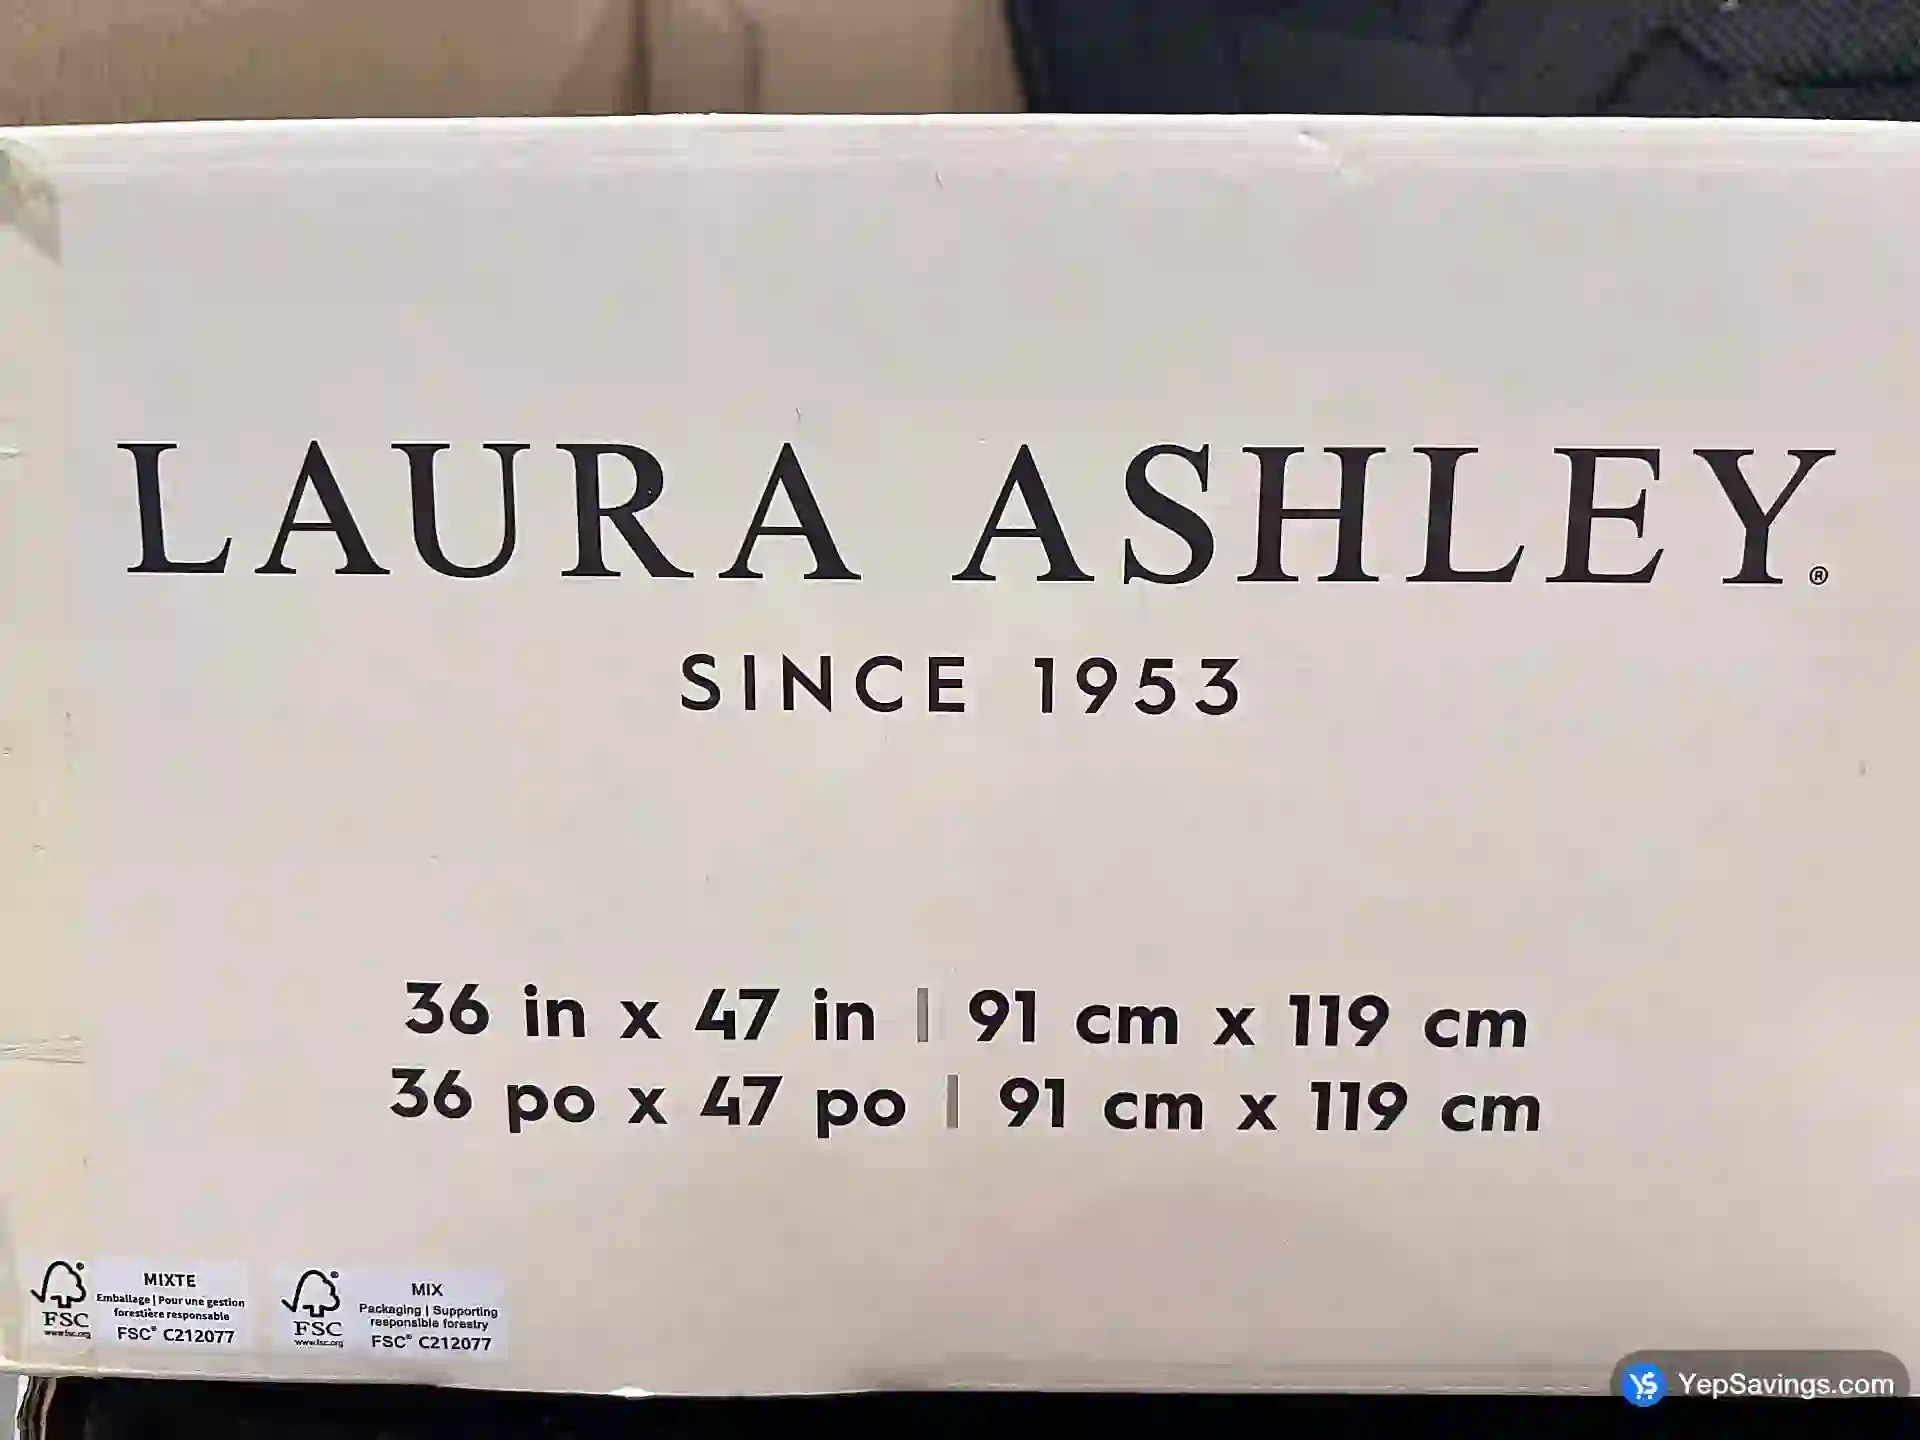 LAURA ASHLEY®
SINCE 1953
36 in x 47 in | 91 cm x 119 cm
36 po x 47 po | 91 cm x 119 cm
MIXTE
Emballage | Pour une gestion
forestière responsable
FSC® C212077
FSC
www.fsc.org
MIX
Packaging | Supporting
responsible forestry
FSC® C212077
FSC
www.fsc.org
YepSavings.com